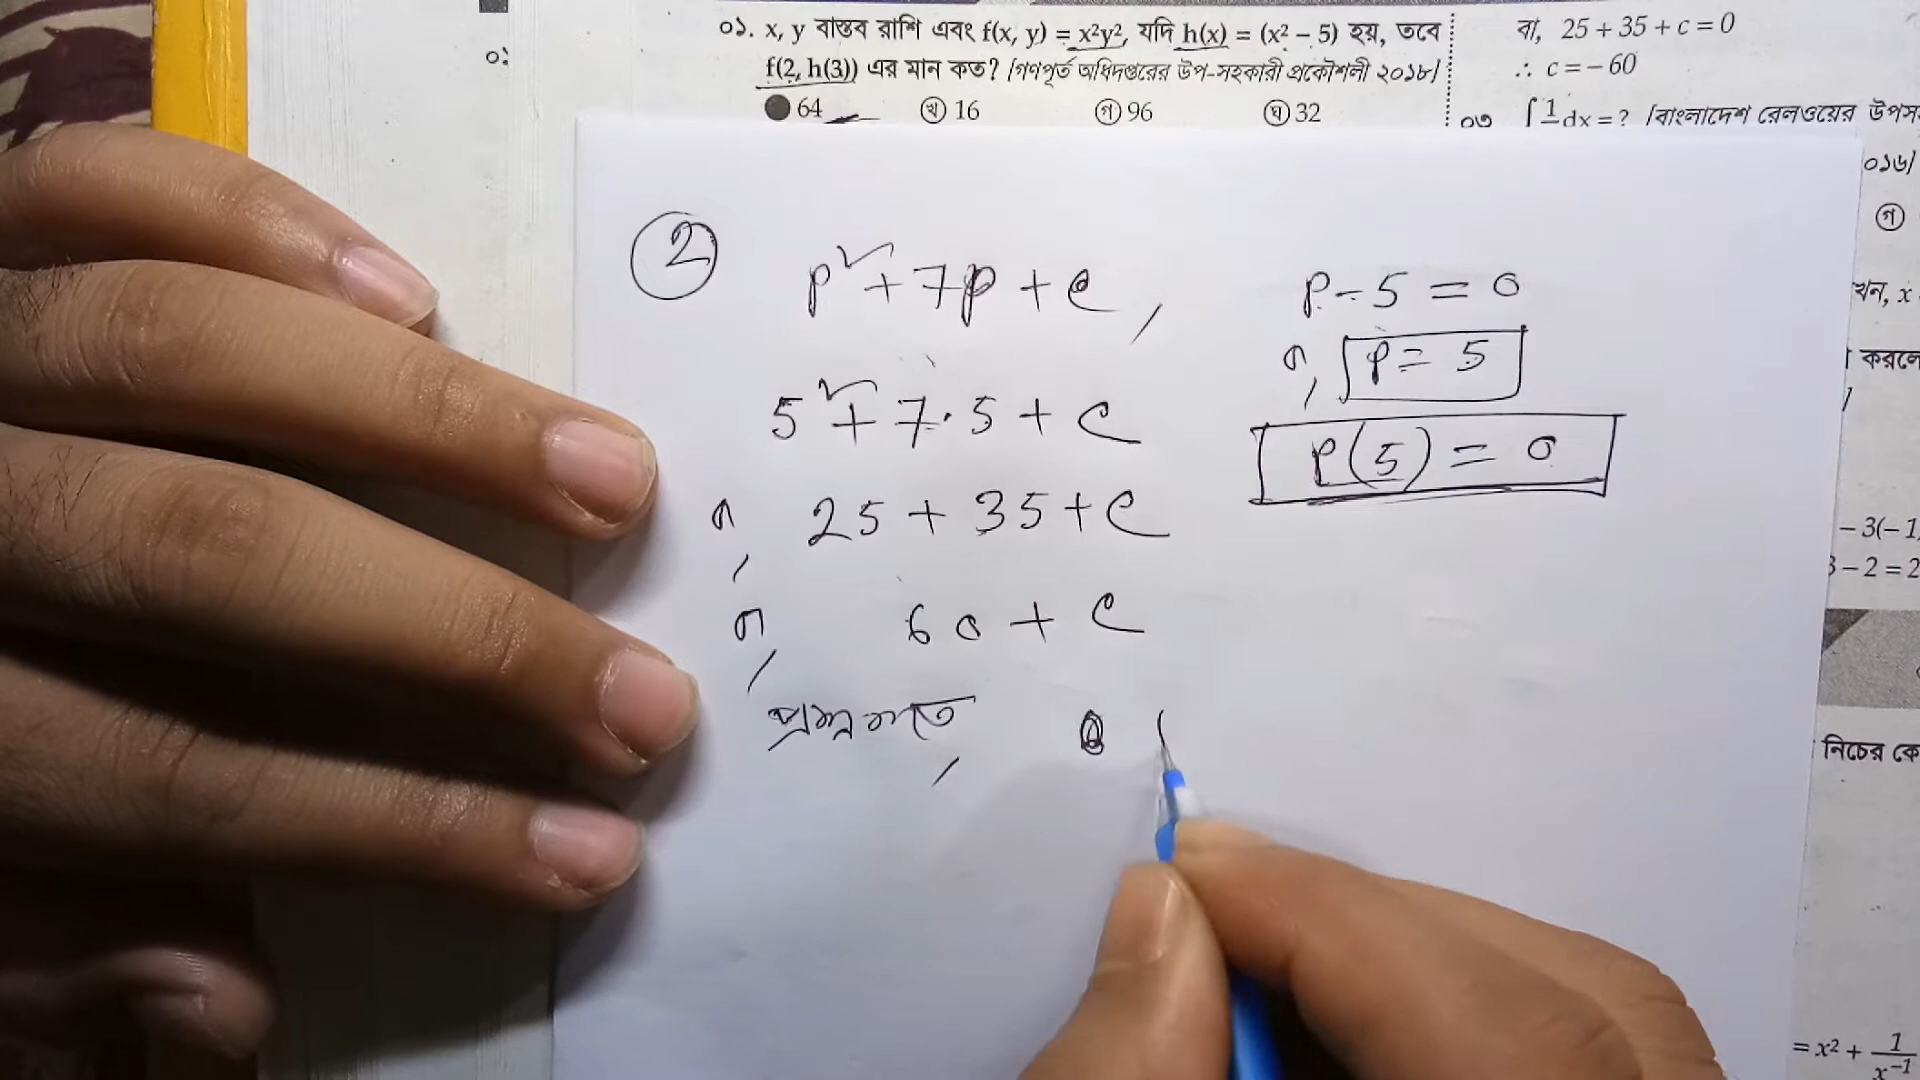 ০১. x, y বাস্তব রাশি এবং f(x, y) = x²y², যদি h(x) = (x² – 5) হয়, তবে
f(2, h(3)) এর মান কত? [গণপূর্ত অধিদপ্তরের উপ-সহকারী প্রকৌশলী ২০১৮]
64 (খ) 16 (গ) 96 (ঘ) 32
বা, 25 + 35 + c = 0
∴ c = – 60
০৩ ∫ 1 dx = ? [বাংলাদেশ রেলওয়ের উপস
০১৬]
(গ)
x
করলে
– 3(– 1)
3 – 2 = 2
নিচের কে
= x² + 1/x⁻¹
2
p² + 7p + c,
5² + 7·5 + c
বা, 25 + 35 + c
বা, 60 + c
প্রশ্নমতে,
p – 5 = 0
বা, p = 5
P(5) = 0